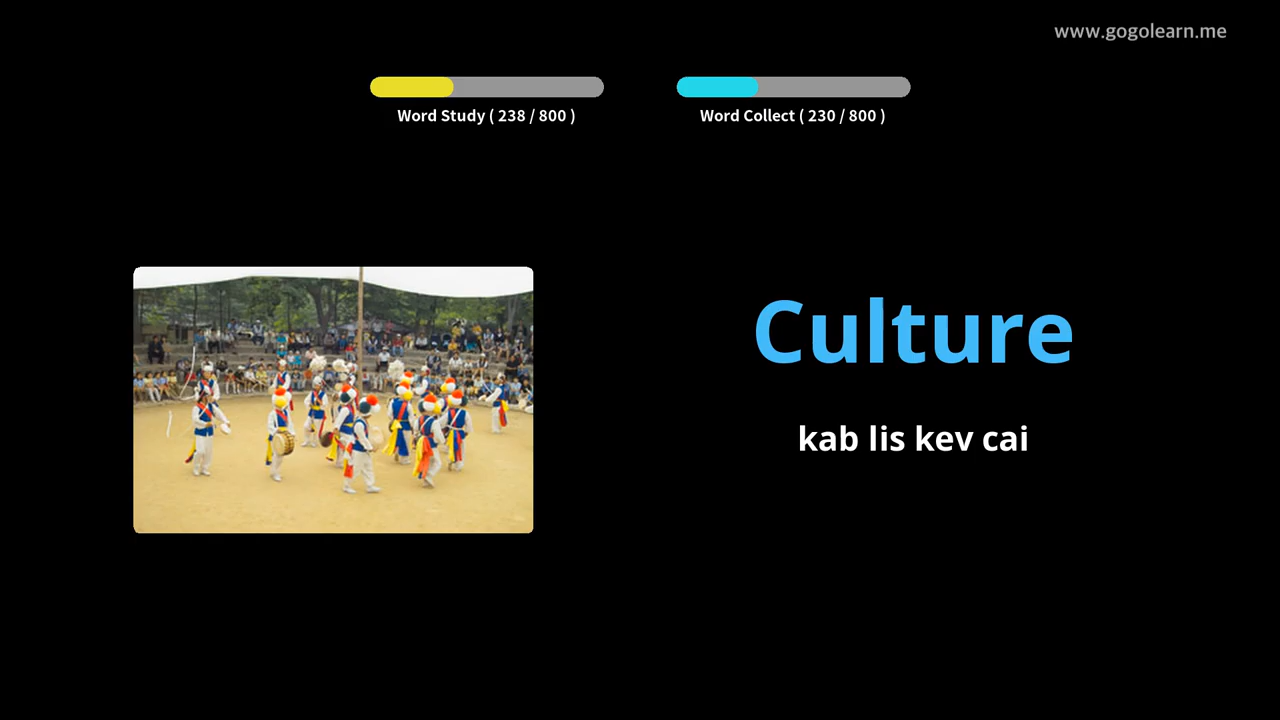 www.gogolearn.me
Word Study ( 238 / 800 )
Word Collect ( 230 / 800 )
Culture
kab lis kev cai